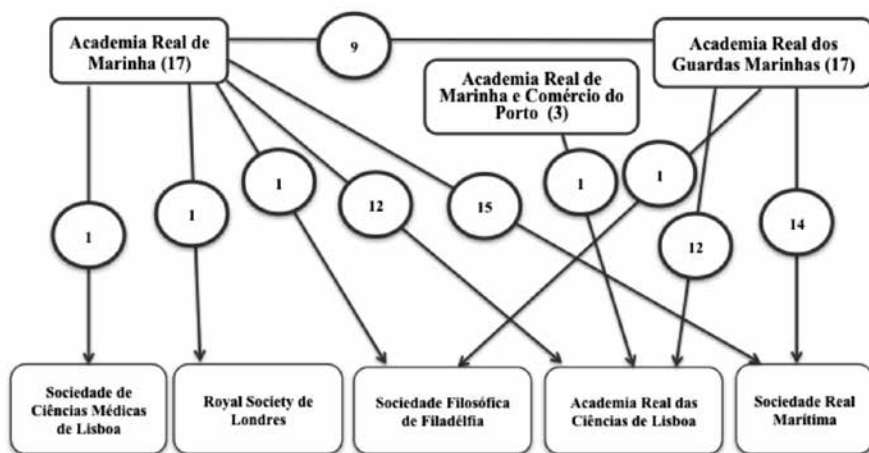 Academia Real de
Marinha (17)
9
Academia Real dos
Guardas Marinhas (17)
Academia Real de
Marinha e Comércio do
Porto (3)
1
1
1
12
15
1
1
12
14
Sociedade de
Ciências Médicas
de Lisboa
Royal Society de
Londres
Sociedade Filosófica
de Filadélfia
Academia Real das
Ciências de Lisboa
Sociedade Real
Marítima